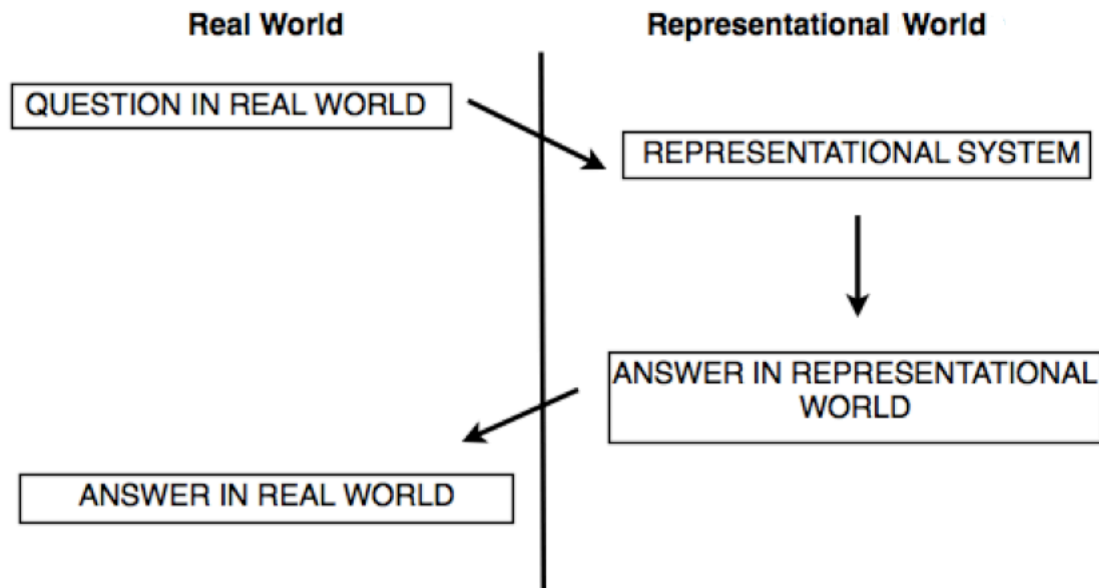 Real World
Representational World
QUESTION IN REAL WORLD
REPRESENTATIONAL SYSTEM
ANSWER IN REPRESENTATIONAL
WORLD
ANSWER IN REAL WORLD